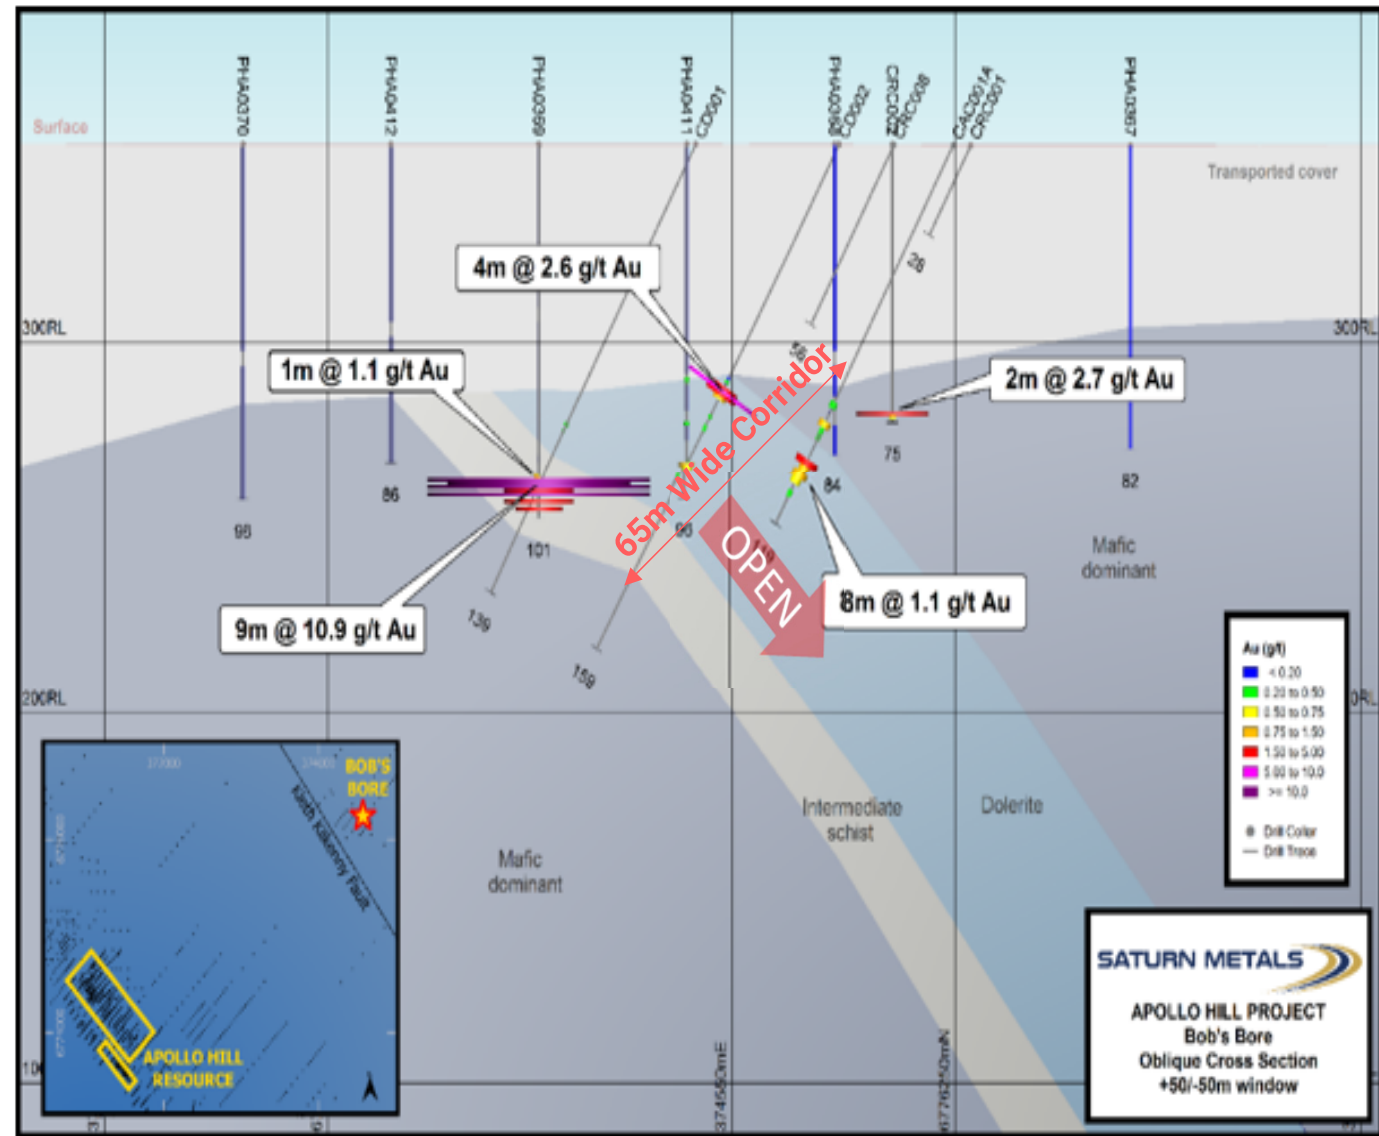 PHA0370
PHA0412
PHA0399
PHA0411
CD001
CD002
CRC008
CAC001A
CRC001
PHA0367
Surface
Transported cover
28
4m @ 2.6 g/t Au
300RL
300RL
1m @ 1.1 g/t Au
65m Wide Corridor
2m @ 2.7 g/t Au
75
84
82
86
101
OPEN
Mafic
dominant
9m @ 10.9 g/t Au
8m @ 1.1 g/t Au
139
159
Au (g/t)
< 0.20
0.20 to 0.50
0.50 to 0.75
0.75 to 1.50
1.50 to 5.00
5.00 to 10.0
>= 10.0
Drill Collar
Drill Trace
200RL
Intermediate
schist
Dolerite
Mafic
dominant
BOB'S
BORE
Keith Kilkenny Fault
APOLLO HILL
RESOURCE
SATURN METALS
APOLLO HILL PROJECT
Bob's Bore
Oblique Cross Section
+50/-50m window